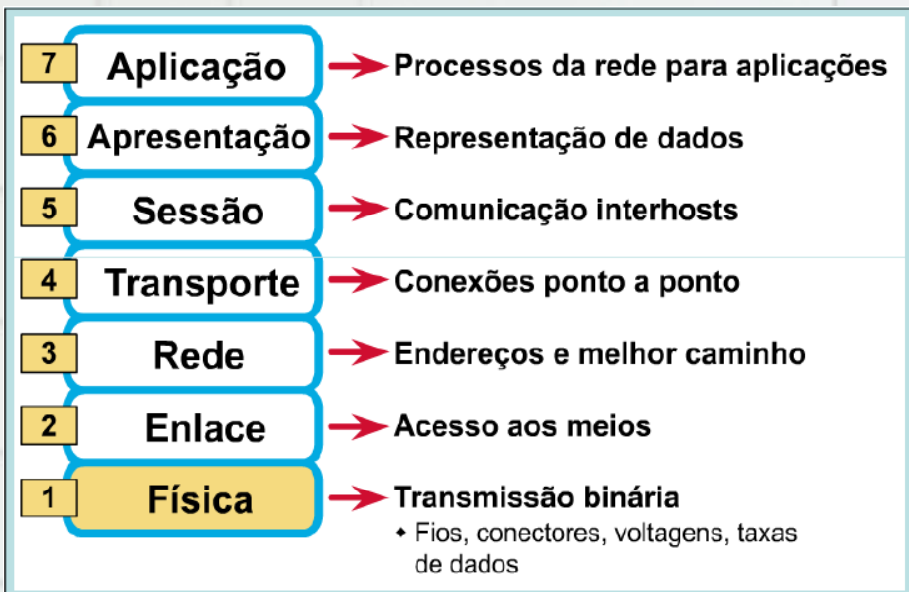 7 Aplicação Processos da rede para aplicações
6 Apresentação Representação de dados
5 Sessão Comunicação interhosts
4 Transporte Conexões ponto a ponto
3 Rede Endereços e melhor caminho
2 Enlace Acesso aos meios
1 Física Transmissão binária
Fios, conectores, voltagens, taxas
de dados